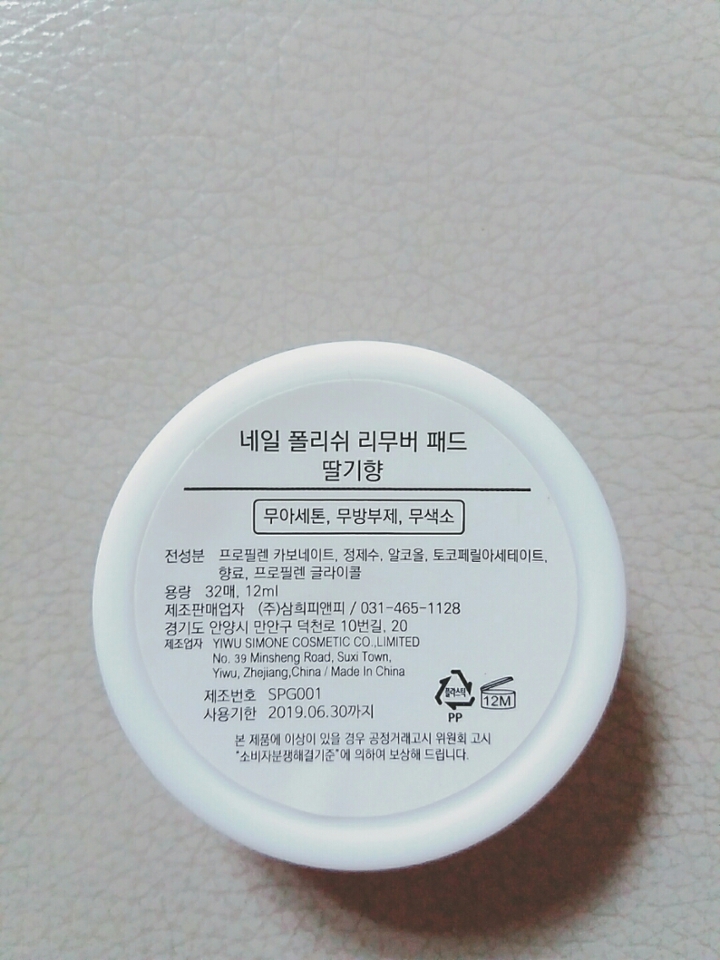 네일 폴리쉬 리무버 패드
딸기향
무아세톤, 무방부제, 무색소
전성분 프로필렌 카보네이트, 정제수, 알코올, 토코페릴아세테이트,
향료, 프로필렌 글라이콜
용량 32매, 12ml
제조판매업자 (주)삼희피앤피 / 031-465-1128
경기도 안양시 만안구 덕천로 10번길, 20
제조업자 YIWU SIMONE COSMETIC CO.,LIMITED
No. 39 Minsheng Road, Suxi Town,
Yiwu, Zhejiang,China / Made In China
제조번호 SPG001
사용기한 2019.06.30까지
플라스틱
PP
12M
본 제품에 이상이 있을 경우 공정거래고시 위원회 고시
"소비자분쟁해결기준"에 의하여 보상해 드립니다.